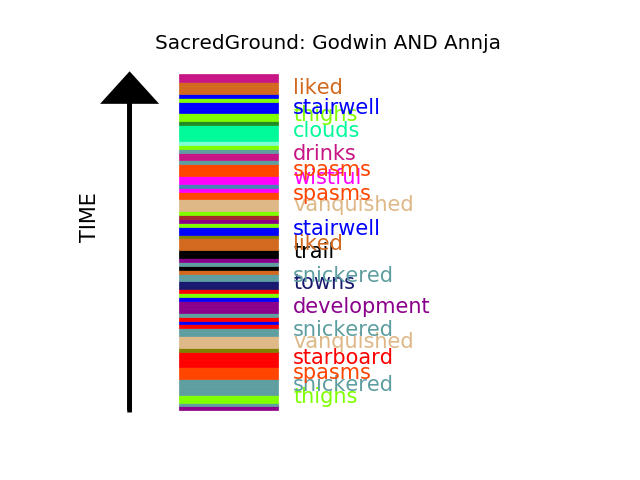 SacredGround: Godwin AND Annja
liked
stairwell
thighs
clouds
drinks
spasms
wistful
spasms
vanquished
stairwell
liked
trail
snickered
towns
development
snickered
vanquished
starboard
spasms
snickered
thighs
TIME